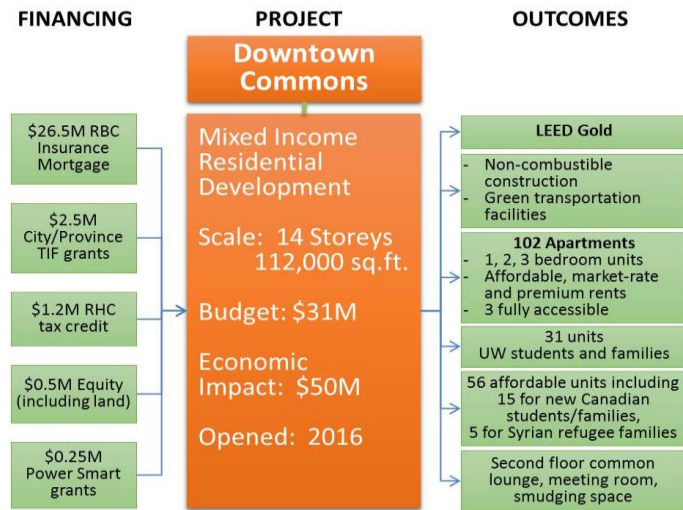 FINANCING
PROJECT
OUTCOMES
Downtown
Commons
$26.5M RBC
Insurance
Mortgage
$2.5M
City/Province
TIF grants
$1.2M RHC
tax credit
$0.5M Equity
(including land)
$0.25M
Power Smart
grants
Mixed Income
Residential
Development
Scale: 14 Storeys
112,000 sq.ft.
Budget: $31M
Economic
Impact: $50M
Opened: 2016
LEED Gold
- Non-combustible
construction
- Green transportation
facilities
102 Apartments
- 1, 2, 3 bedroom units
- Affordable, market-rate
and premium rents
- 3 fully accessible
31 units
UW students and families
56 affordable units including
15 for new Canadian
students/families,
5 for Syrian refugee families
Second floor common
lounge, meeting room,
smudging space